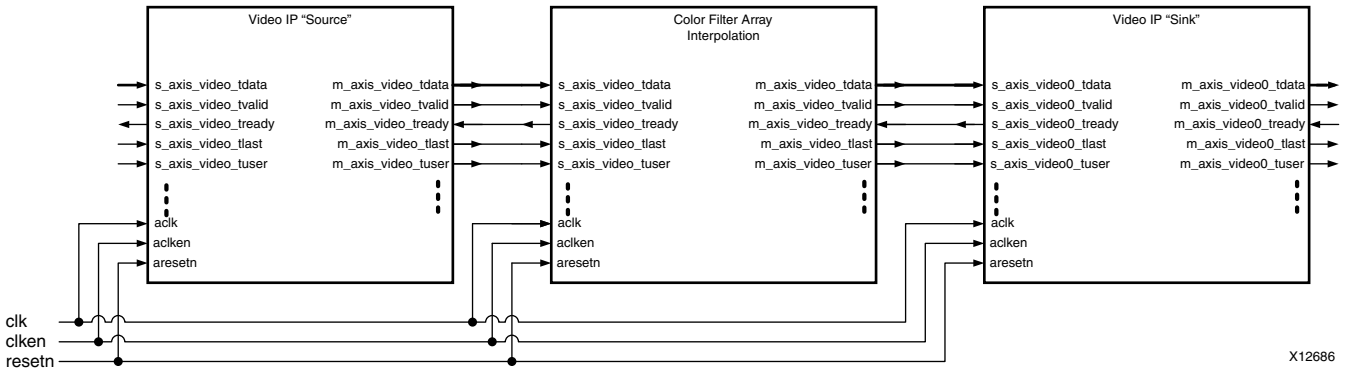 Video IP “Source”
s_axis_video_tdata
s_axis_video_tvalid
s_axis_video_tready
s_axis_video_tlast
s_axis_video_tuser
m_axis_video_tdata
m_axis_video_tvalid
m_axis_video_tready
m_axis_video_tlast
m_axis_video_tuser
aclk
aclken
aresetn
Color Filter Array
Interpolation
s_axis_video_tdata
s_axis_video_tvalid
s_axis_video_tready
s_axis_video_tlast
s_axis_video_tuser
m_axis_video_tdata
m_axis_video_tvalid
m_axis_video_tready
m_axis_video_tlast
m_axis_video_tuser
aclk
aclken
aresetn
Video IP “Sink”
s_axis_video0_tdata
s_axis_video0_tvalid
s_axis_video0_tready
s_axis_video0_tlast
s_axis_video0_tuser
m_axis_video0_tdata
m_axis_video0_tvalid
m_axis_video0_tready
m_axis_video0_tlast
m_axis_video0_tuser
aclk
aclken
aresetn
clk
clken
resetn
X12686